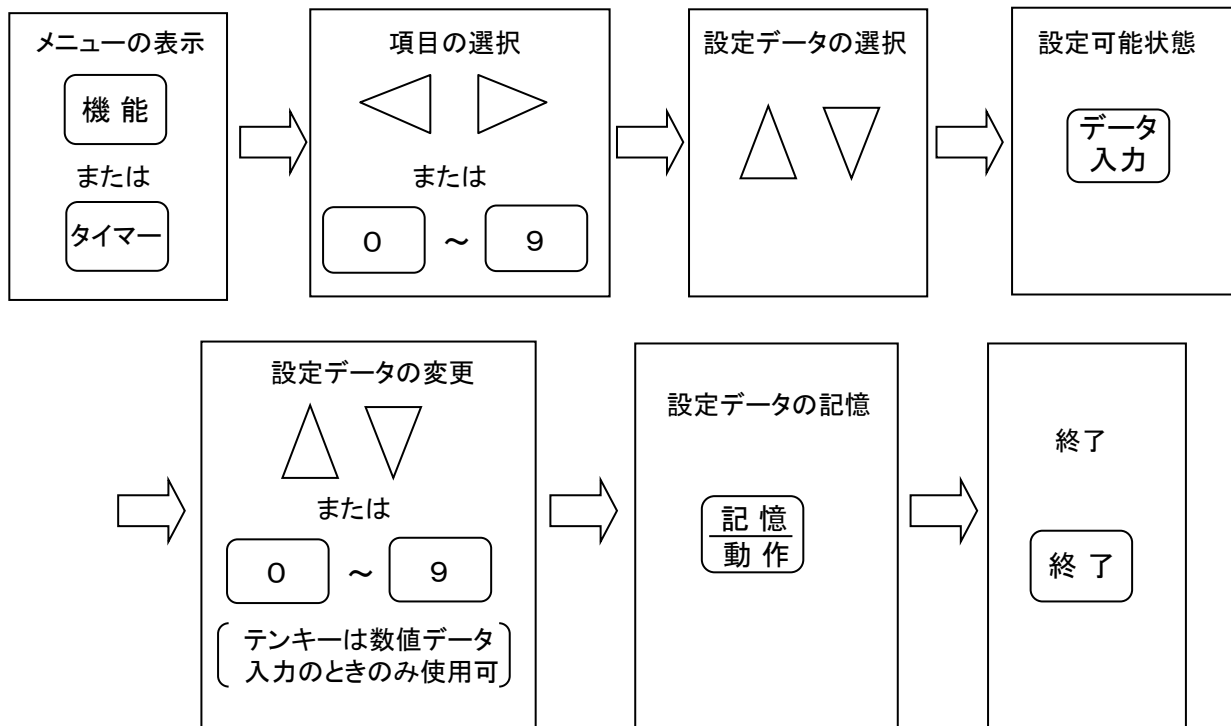 メニューの表示
機 能
または
タイマー
項目の選択
または
0 ～ 9
設定データの選択
設定可能状態
データ
入力
設定データの変更
または
0 ～ 9
テンキーは数値データ
入力のときのみ使用可
設定データの記憶
記 憶
動 作
終了
終 了